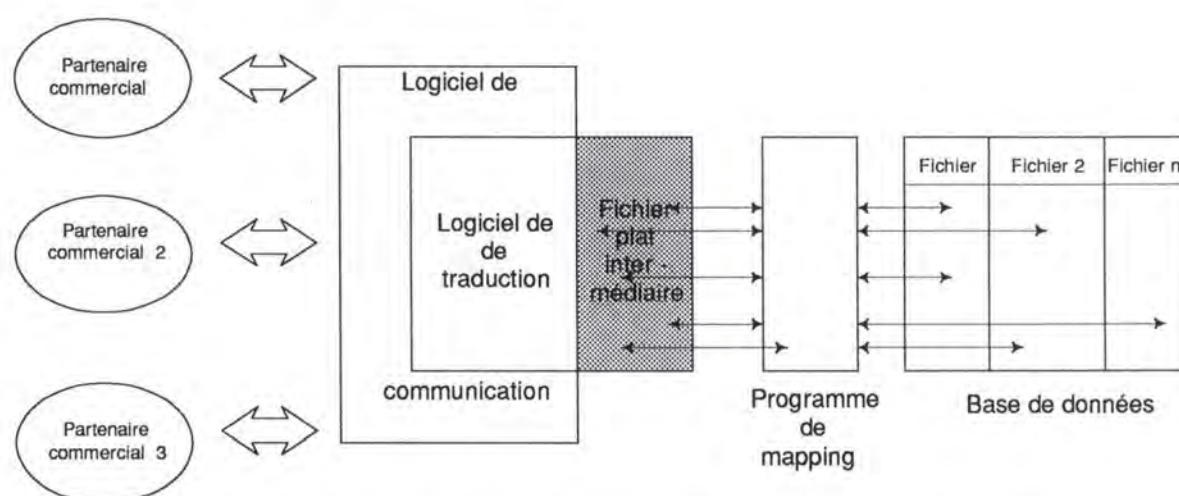 Partenaire
commercial
Partenaire
commercial 2
Partenaire
commercial 3
Logiciel de
Logiciel de
de
traduction
communication
Fichier
plat
inter -
médiaire
Programme
de
mapping
Fichier
Fichier 2
Fichier n
Base de données